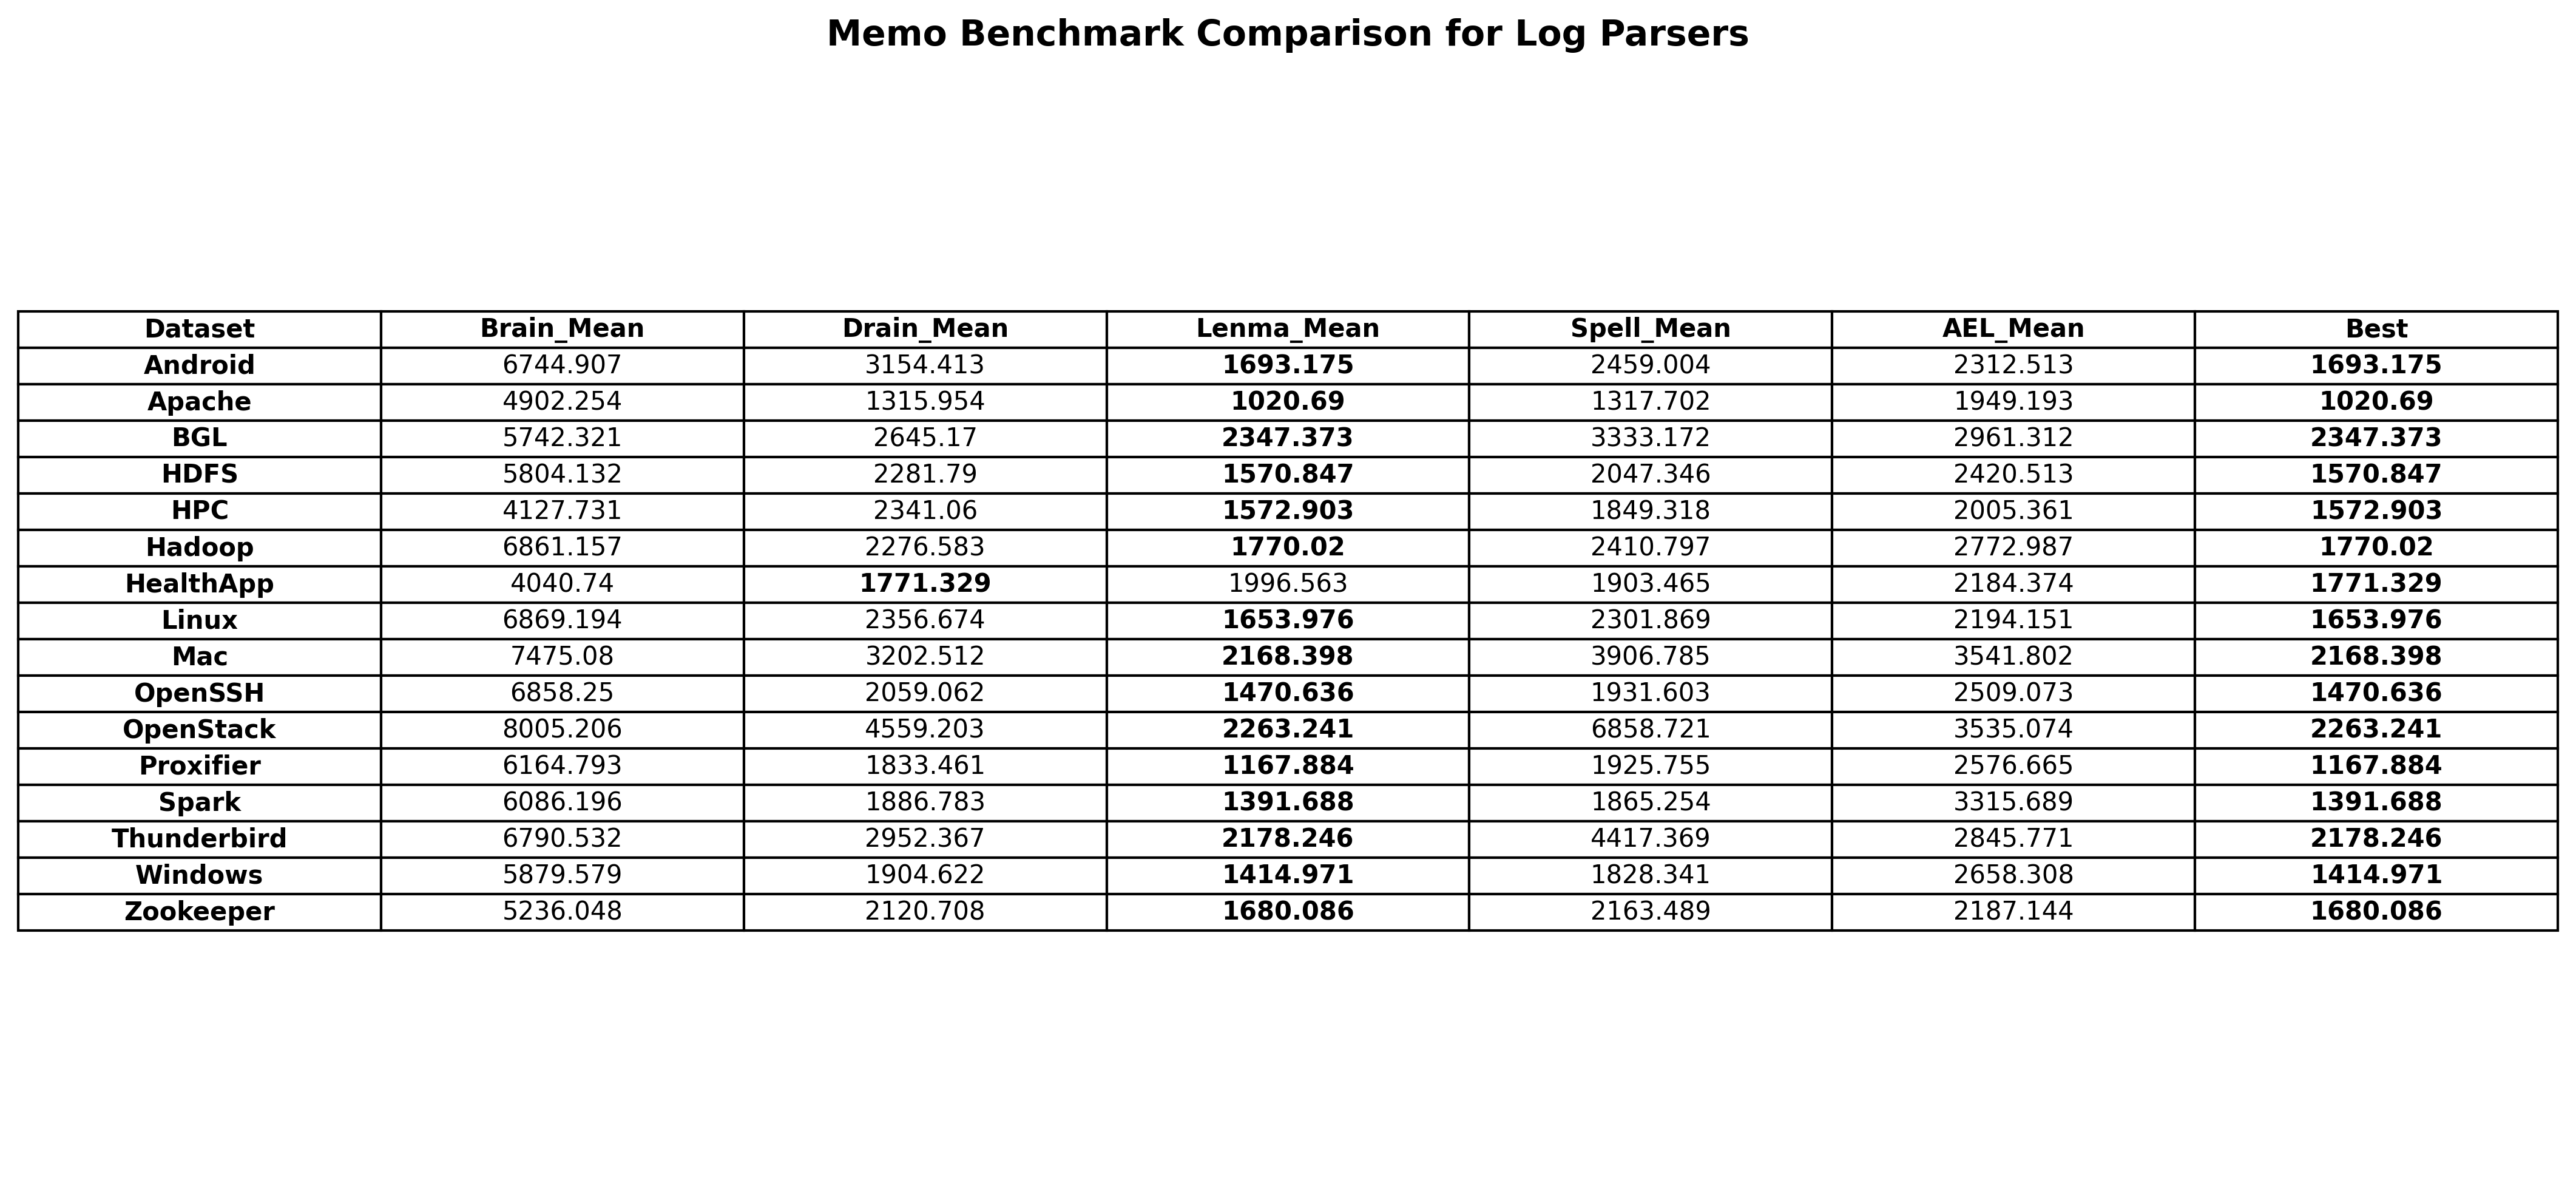 Memo Benchmark Comparison for Log Parsers
Dataset Brain_Mean Drain_Mean Lenma_Mean Spell_Mean AEL_Mean Best
Android 6744.907 3154.413 1693.175 2459.004 2312.513 1693.175
Apache 4902.254 1315.954 1020.69 1317.702 1949.193 1020.69
BGL 5742.321 2645.17 2347.373 3333.172 2961.312 2347.373
HDFS 5804.132 2281.79 1570.847 2047.346 2420.513 1570.847
HPC 4127.731 2341.06 1572.903 1849.318 2005.361 1572.903
Hadoop 6861.157 2276.583 1770.02 2410.797 2772.987 1770.02
HealthApp 4040.74 1771.329 1996.563 1903.465 2184.374 1771.329
Linux 6869.194 2356.674 1653.976 2301.869 2194.151 1653.976
Mac 7475.08 3202.512 2168.398 3906.785 3541.802 2168.398
OpenSSH 6858.25 2059.062 1470.636 1931.603 2509.073 1470.636
OpenStack 8005.206 4559.203 2263.241 6858.721 3535.074 2263.241
Proxifier 6164.793 1833.461 1167.884 1925.755 2576.665 1167.884
Spark 6086.196 1886.783 1391.688 1865.254 3315.689 1391.688
Thunderbird 6790.532 2952.367 2178.246 4417.369 2845.771 2178.246
Windows 5879.579 1904.622 1414.971 1828.341 2658.308 1414.971
Zookeeper 5236.048 2120.708 1680.086 2163.489 2187.144 1680.086